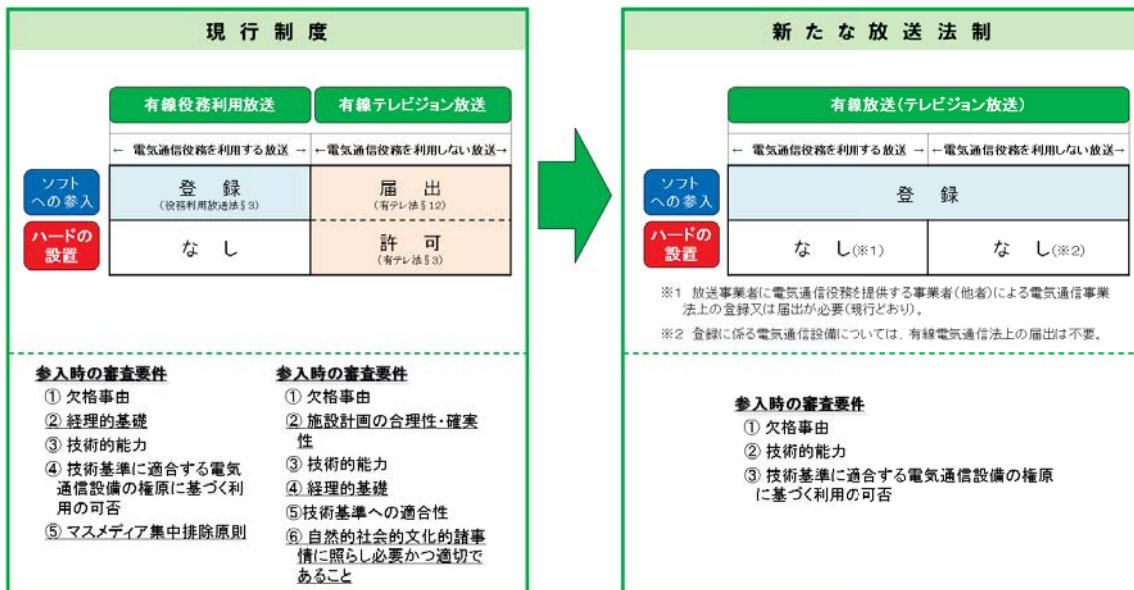 現行制度
有線役務利用放送
有線テレビジョン放送
← 電気通信役務を利用する放送 →
←電気通信役務を利用しない放送→
ソフト
への参入
登 録
(役務利用放送法§3)
届 出
(有テレ法§12)
ハードの
設置
な し
許 可
(有テレ法§3)
参入時の審査要件
① 欠格事由
② 経理的基礎
③ 技術的能力
④ 技術基準に適合する電気
通信設備の権原に基づく利
用の可否
⑤ マスメディア集中排除原則
参入時の審査要件
① 欠格事由
② 施設計画の合理性・確実
性
③ 技術的能力
④ 経理的基礎
⑤技術基準への適合性
⑥ 自然的社会的文化的諸事
情に照らし必要かつ適切で
あること
新たな放送法制
有線放送(テレビジョン放送)
← 電気通信役務を利用する放送 →
←電気通信役務を利用しない放送→
ソフト
への参入
登 録
ハードの
設置
な し(※1)
な し(※2)
※1 放送事業者に電気通信役務を提供する事業者(他者)による電気通信事業
法上の登録又は届出が必要(現行どおり)。
※2 登録に係る電気通信設備については、有線電気通信法上の届出は不要。
参入時の審査要件
① 欠格事由
② 技術的能力
③ 技術基準に適合する電気通信設備の権原
に基づく利用の可否